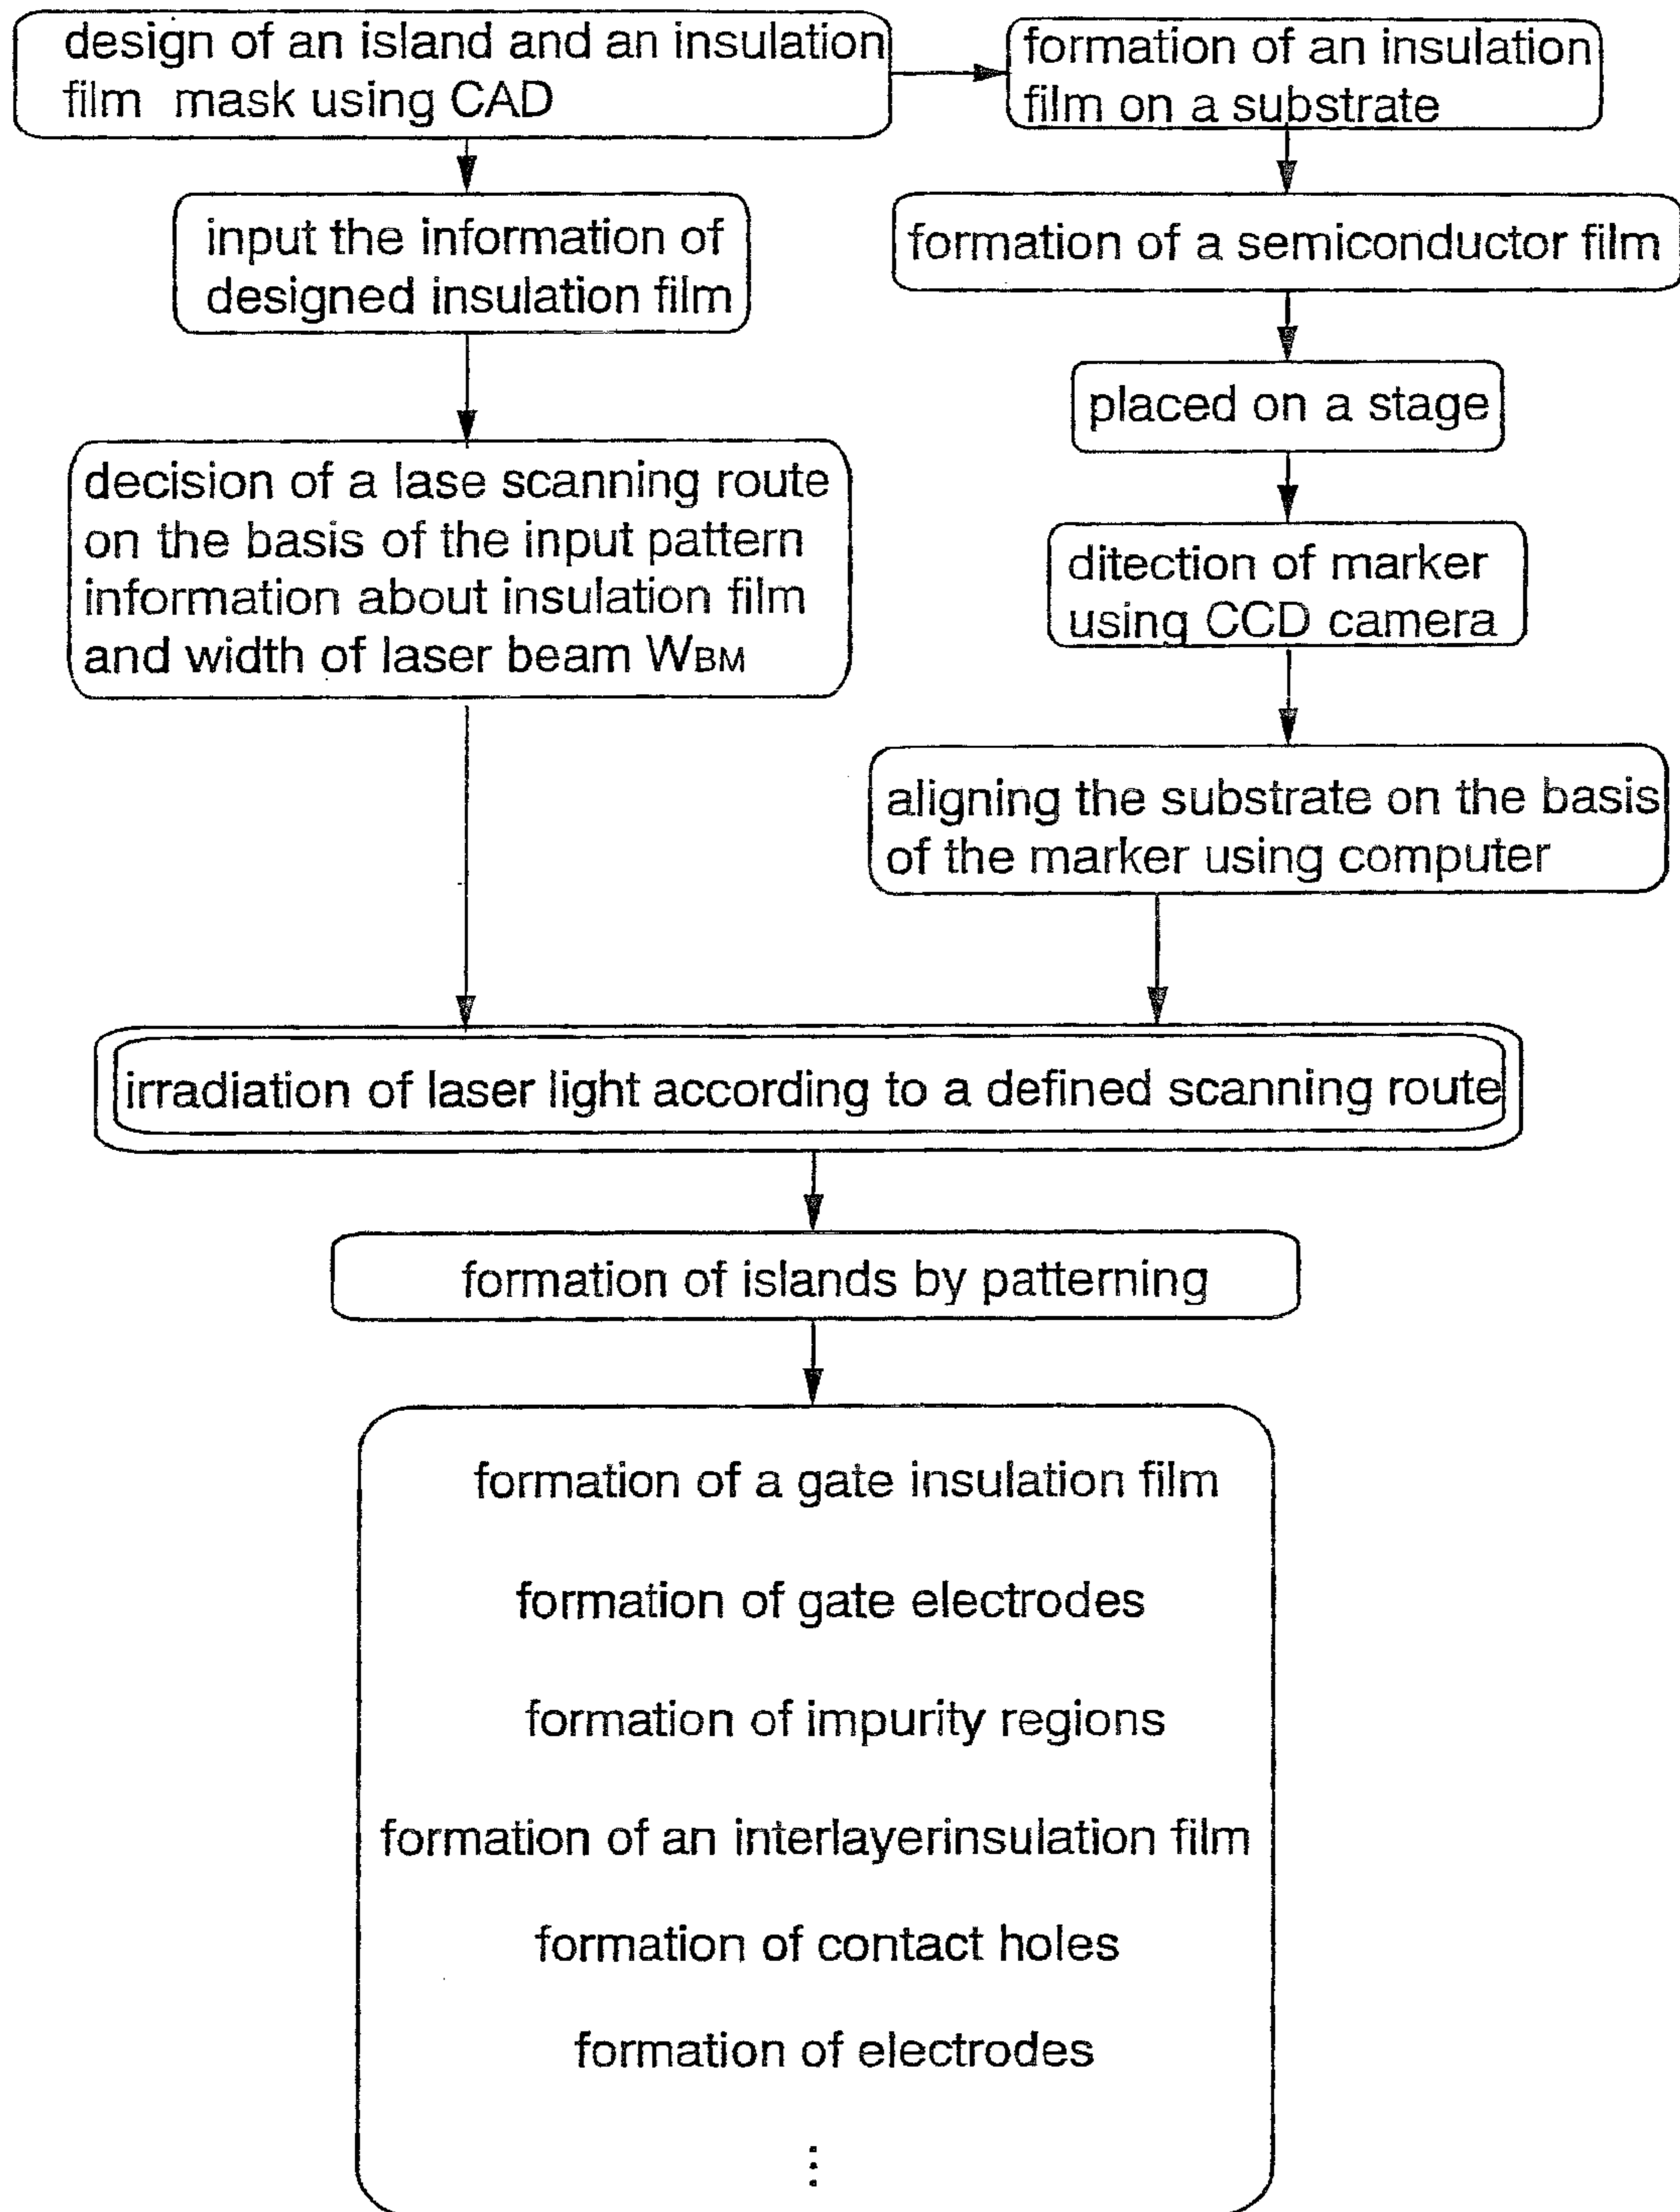 design of an island and an insulation
film mask using CAD
formation of an insulation
film on a substrate
input the information of
designed insulation film
formation of a semiconductor film
placed on a stage
decision of a lase scanning route
on the basis of the input pattern
information about insulation film
and width of laser beam WBM
ditection of marker
using CCD camera
aligning the substrate on the basis
of the marker using computer
irradiation of laser light according to a defined scanning route
formation of islands by patterning
formation of a gate insulation film
formation of gate electrodes
formation of impurity regions
formation of an interlayerinsulation film
formation of contact holes
formation of electrodes
⋮